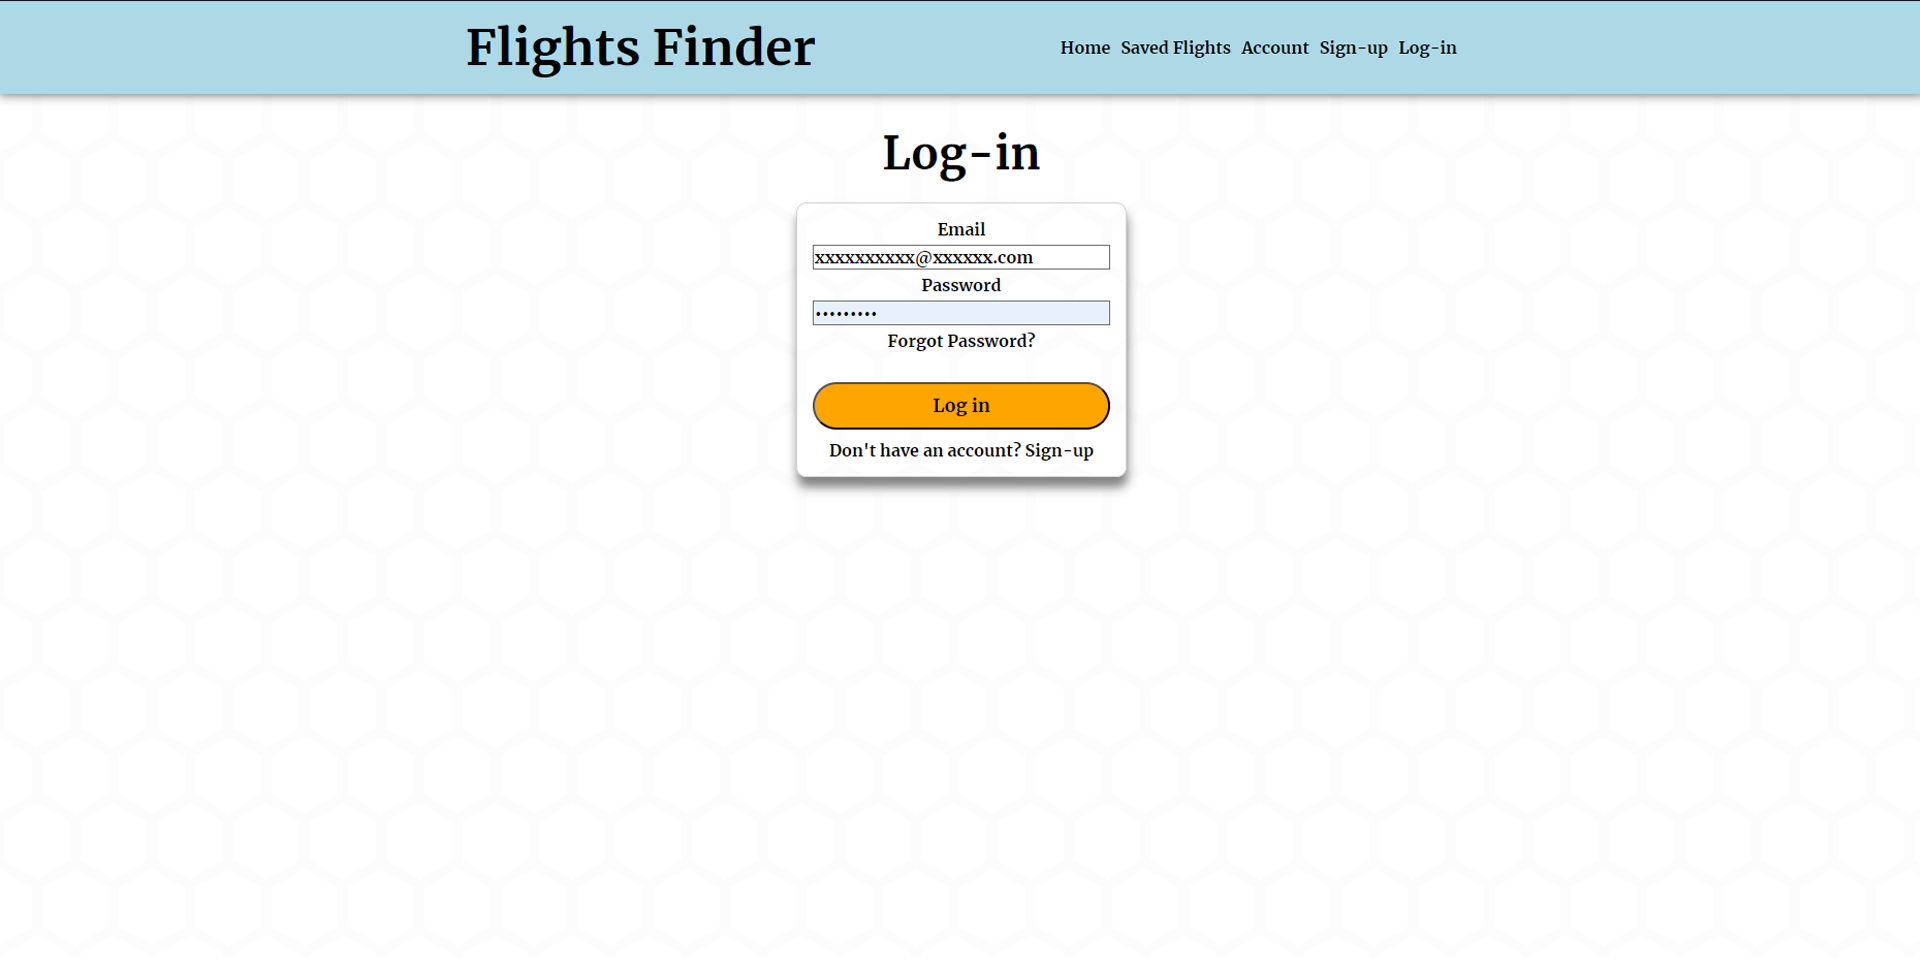 Flights Finder
Home Saved Flights Account Sign-up Log-in
Log-in
Email
xxxxxxxxxx@xxxxxx.com
Password
•••••••••
Forgot Password?
Log in
Don't have an account? Sign-up